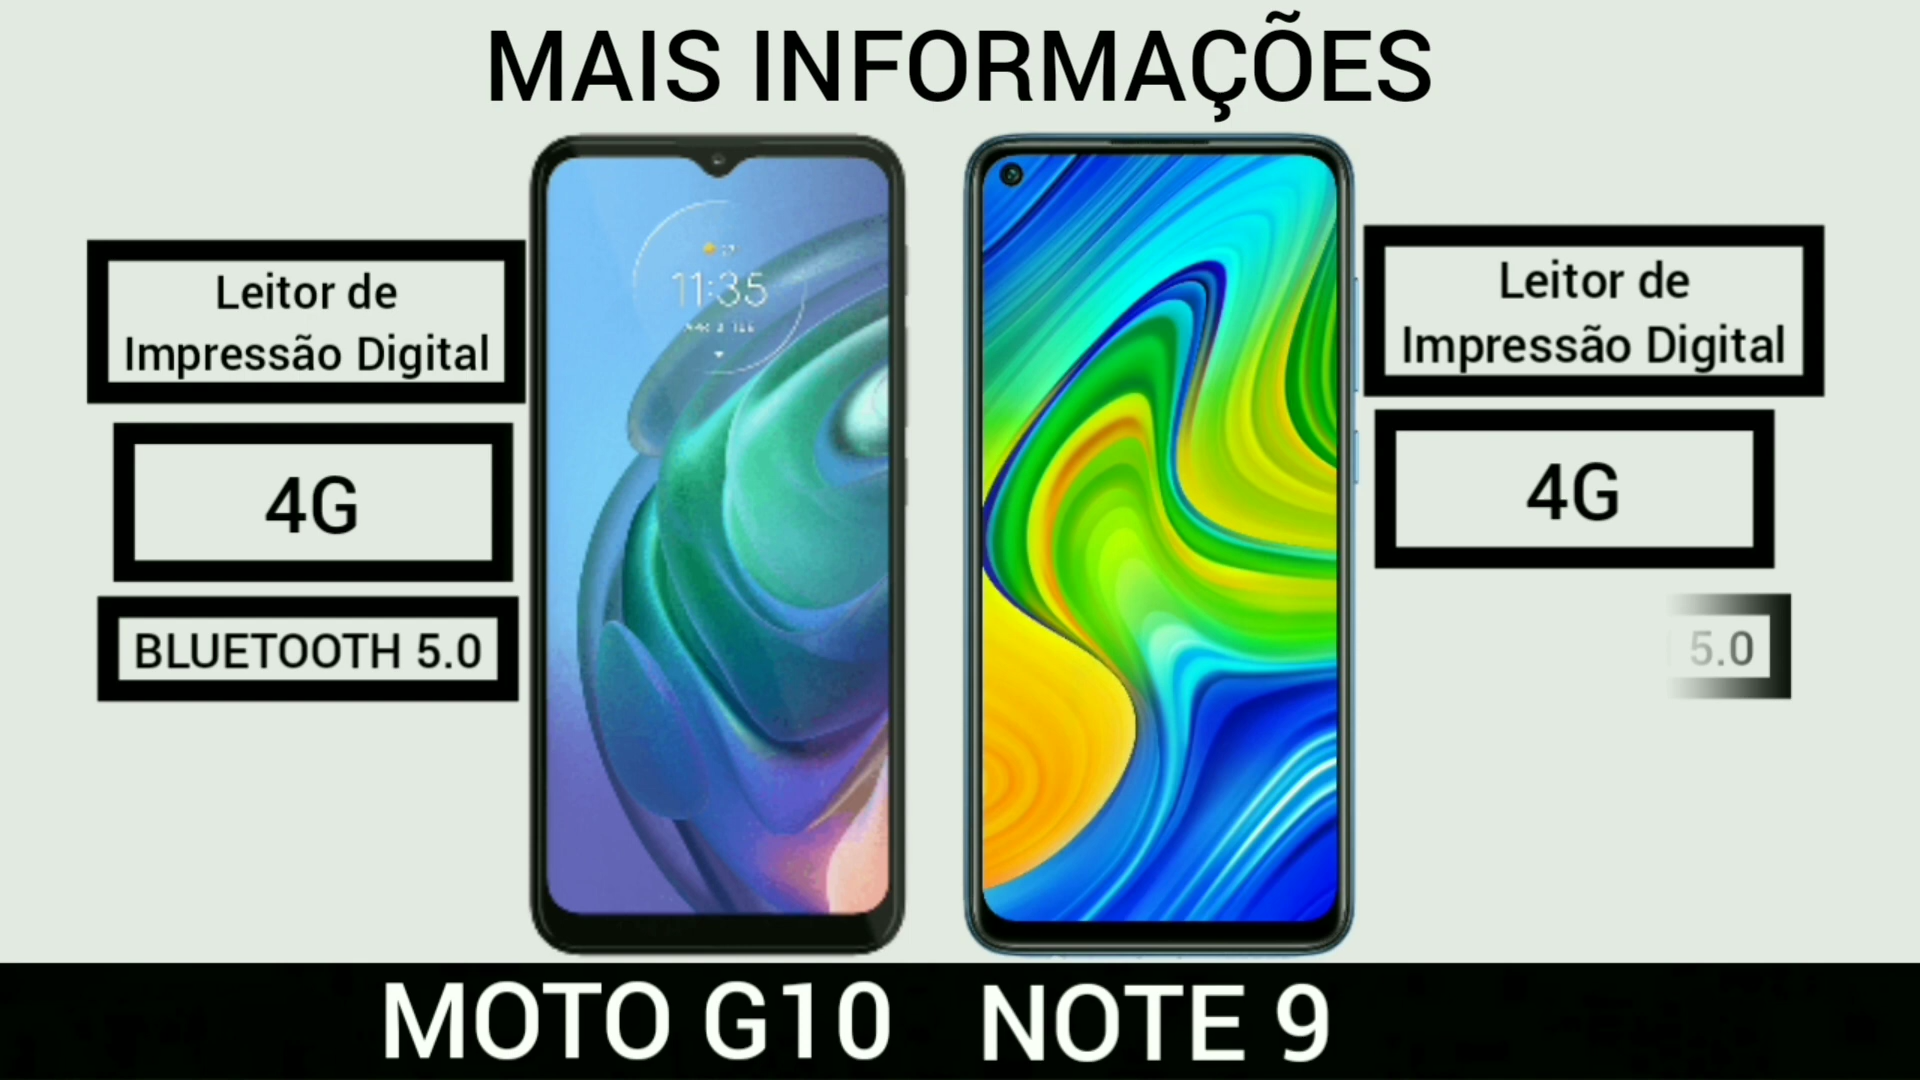 MAIS INFORMAÇÕES
Leitor de
Impressão Digital
4G
BLUETOOTH 5.0
11:35
Leitor de
Impressão Digital
4G
5.0
MOTO G10
NOTE 9